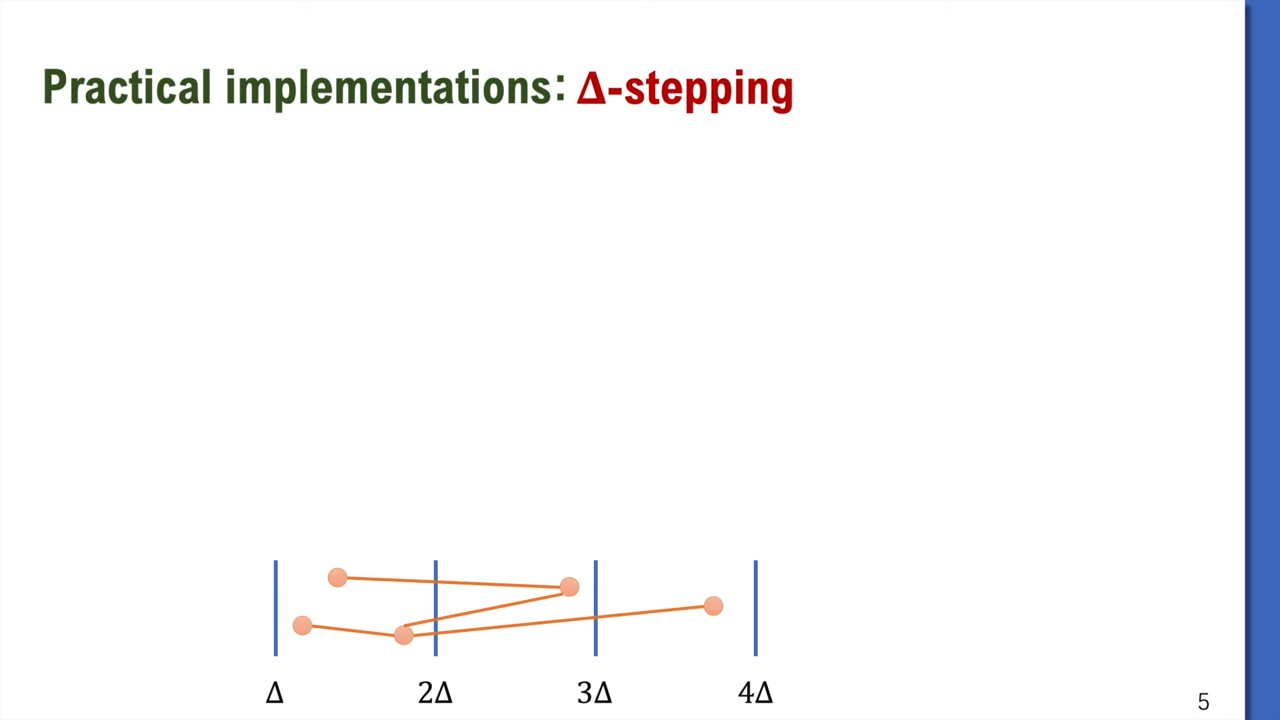 Practical implementations: Δ-stepping
Δ 2Δ 3Δ 4Δ
5